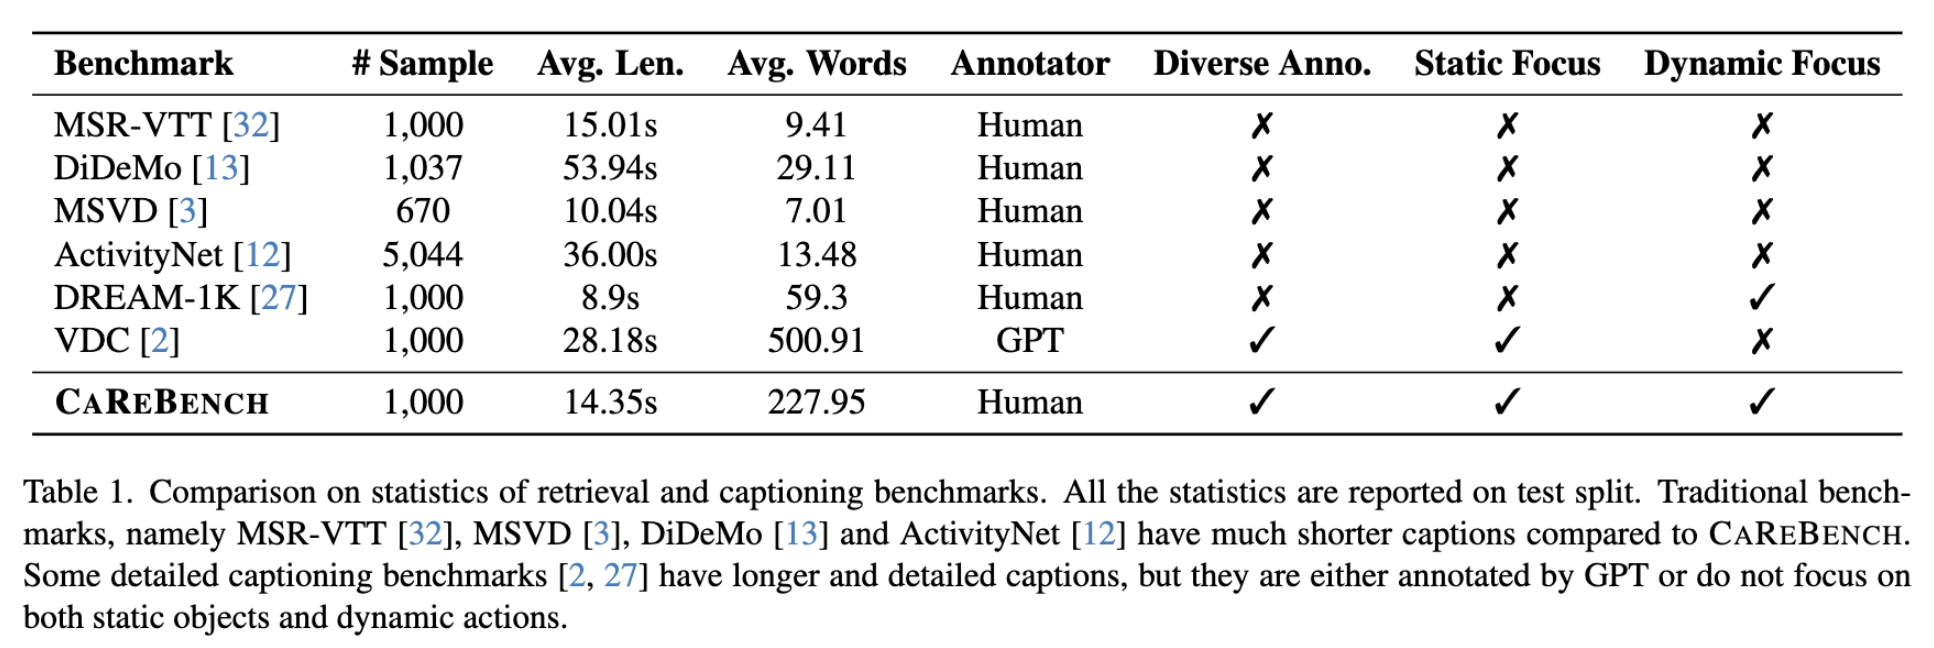 Benchmark # Sample Avg. Len. Avg. Words Annotator Diverse Anno. Static Focus Dynamic Focus
MSR-VTT [32] 1,000 15.01s 9.41 Human ✗ ✗ ✗
DiDeMo [13] 1,037 53.94s 29.11 Human ✗ ✗ ✗
MSVD [3] 670 10.04s 7.01 Human ✗ ✗ ✗
ActivityNet [12] 5,044 36.00s 13.48 Human ✗ ✗ ✗
DREAM-1K [27] 1,000 8.9s 59.3 Human ✗ ✗ ✓
VDC [2] 1,000 28.18s 500.91 GPT ✓ ✓ ✗
CAREBENCH 1,000 14.35s 227.95 Human ✓ ✓ ✓
Table 1. Comparison on statistics of retrieval and captioning benchmarks. All the statistics are reported on test split. Traditional bench-
marks, namely MSR-VTT [32], MSVD [3], DiDeMo [13] and ActivityNet [12] have much shorter captions compared to CAREBENCH.
Some detailed captioning benchmarks [2, 27] have longer and detailed captions, but they are either annotated by GPT or do not focus on
both static objects and dynamic actions.